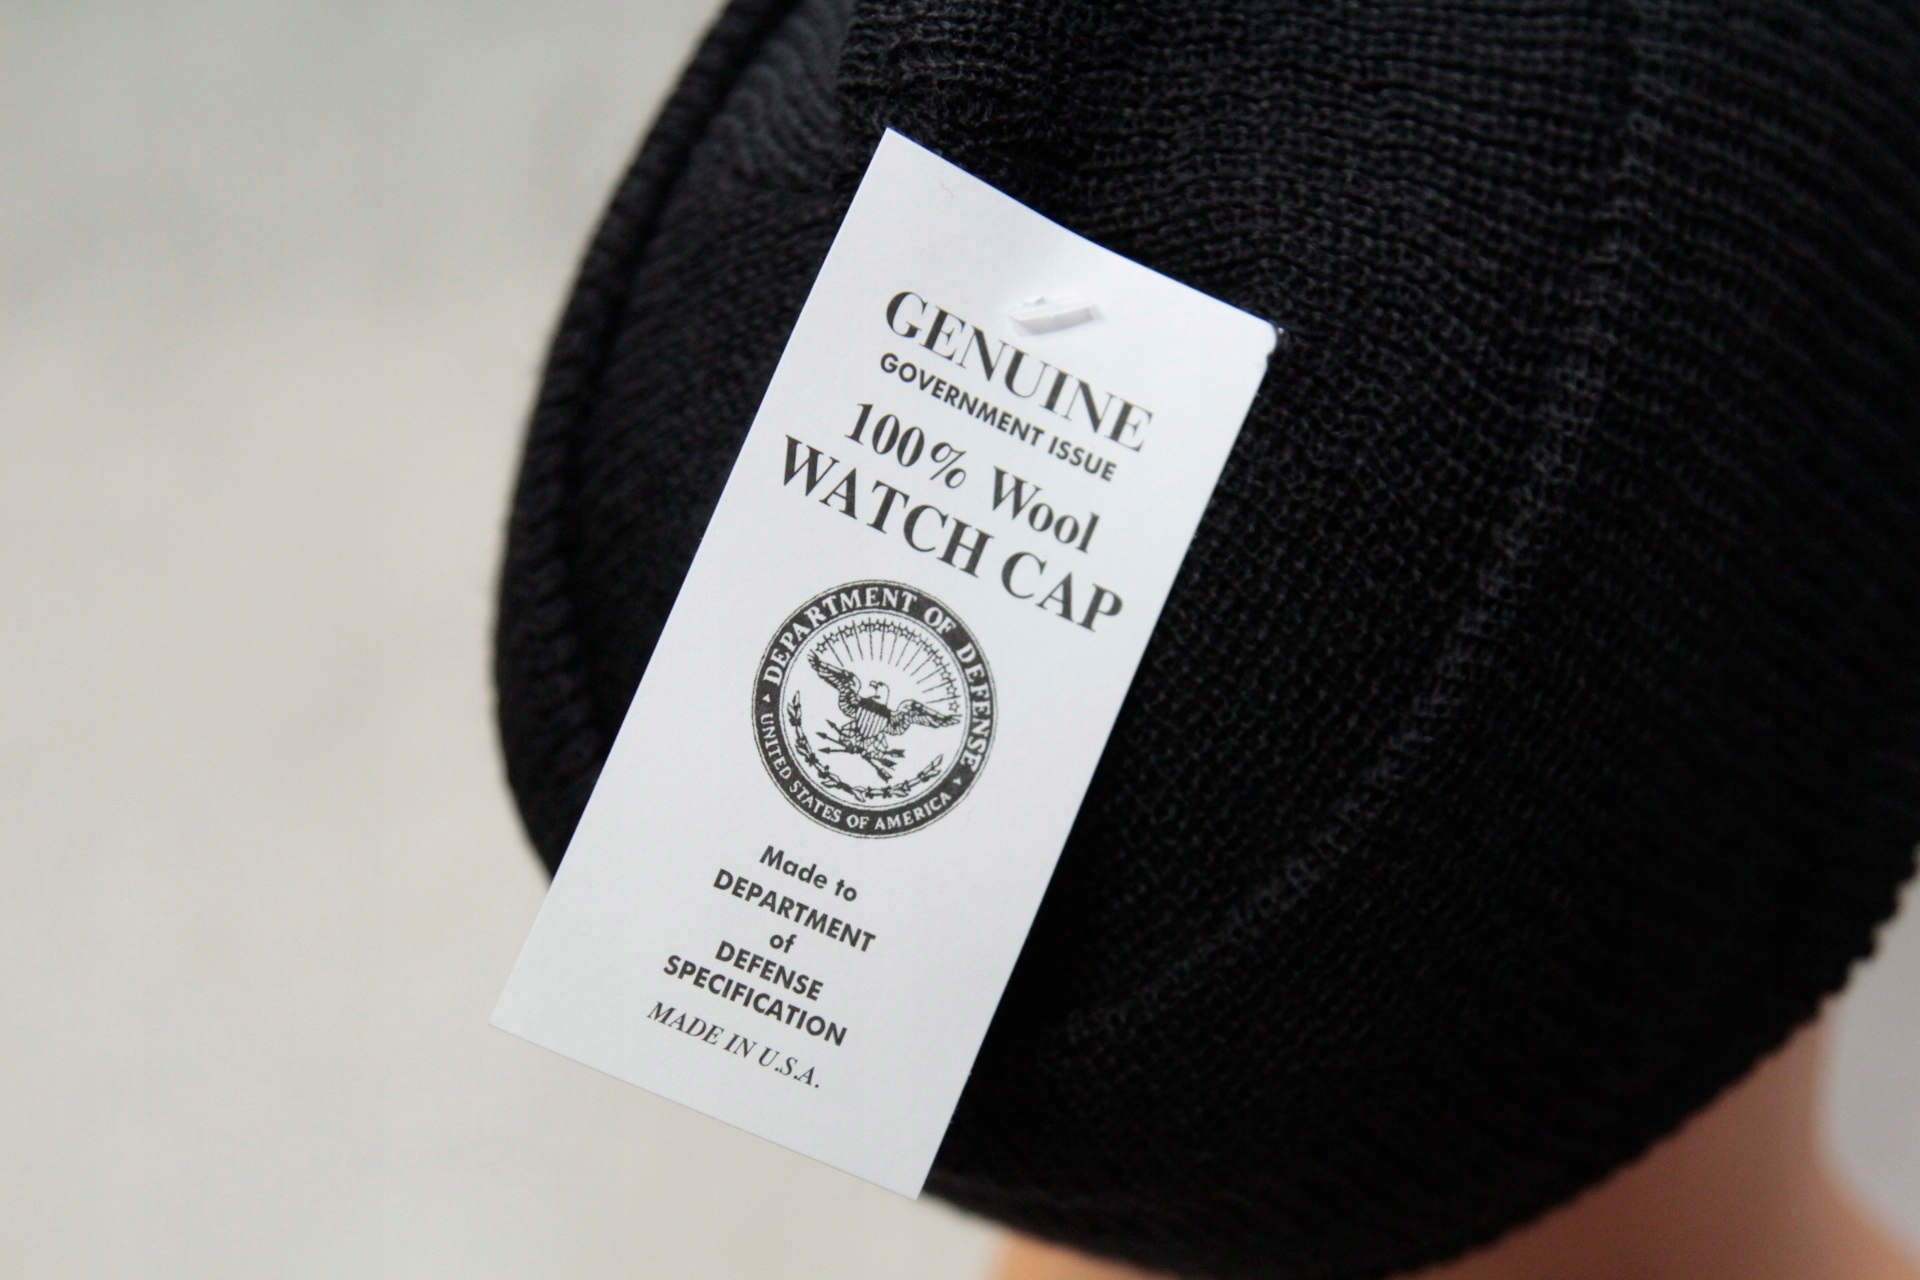 GENUINE
GOVERNMENT ISSUE
100% Wool
WATCH CAP
DEPARTMENT OF DEFENSE
UNITED STATES OF AMERICA
Made to
DEPARTMENT
of
DEFENSE
SPECIFICATION
MADE IN U.S.A.